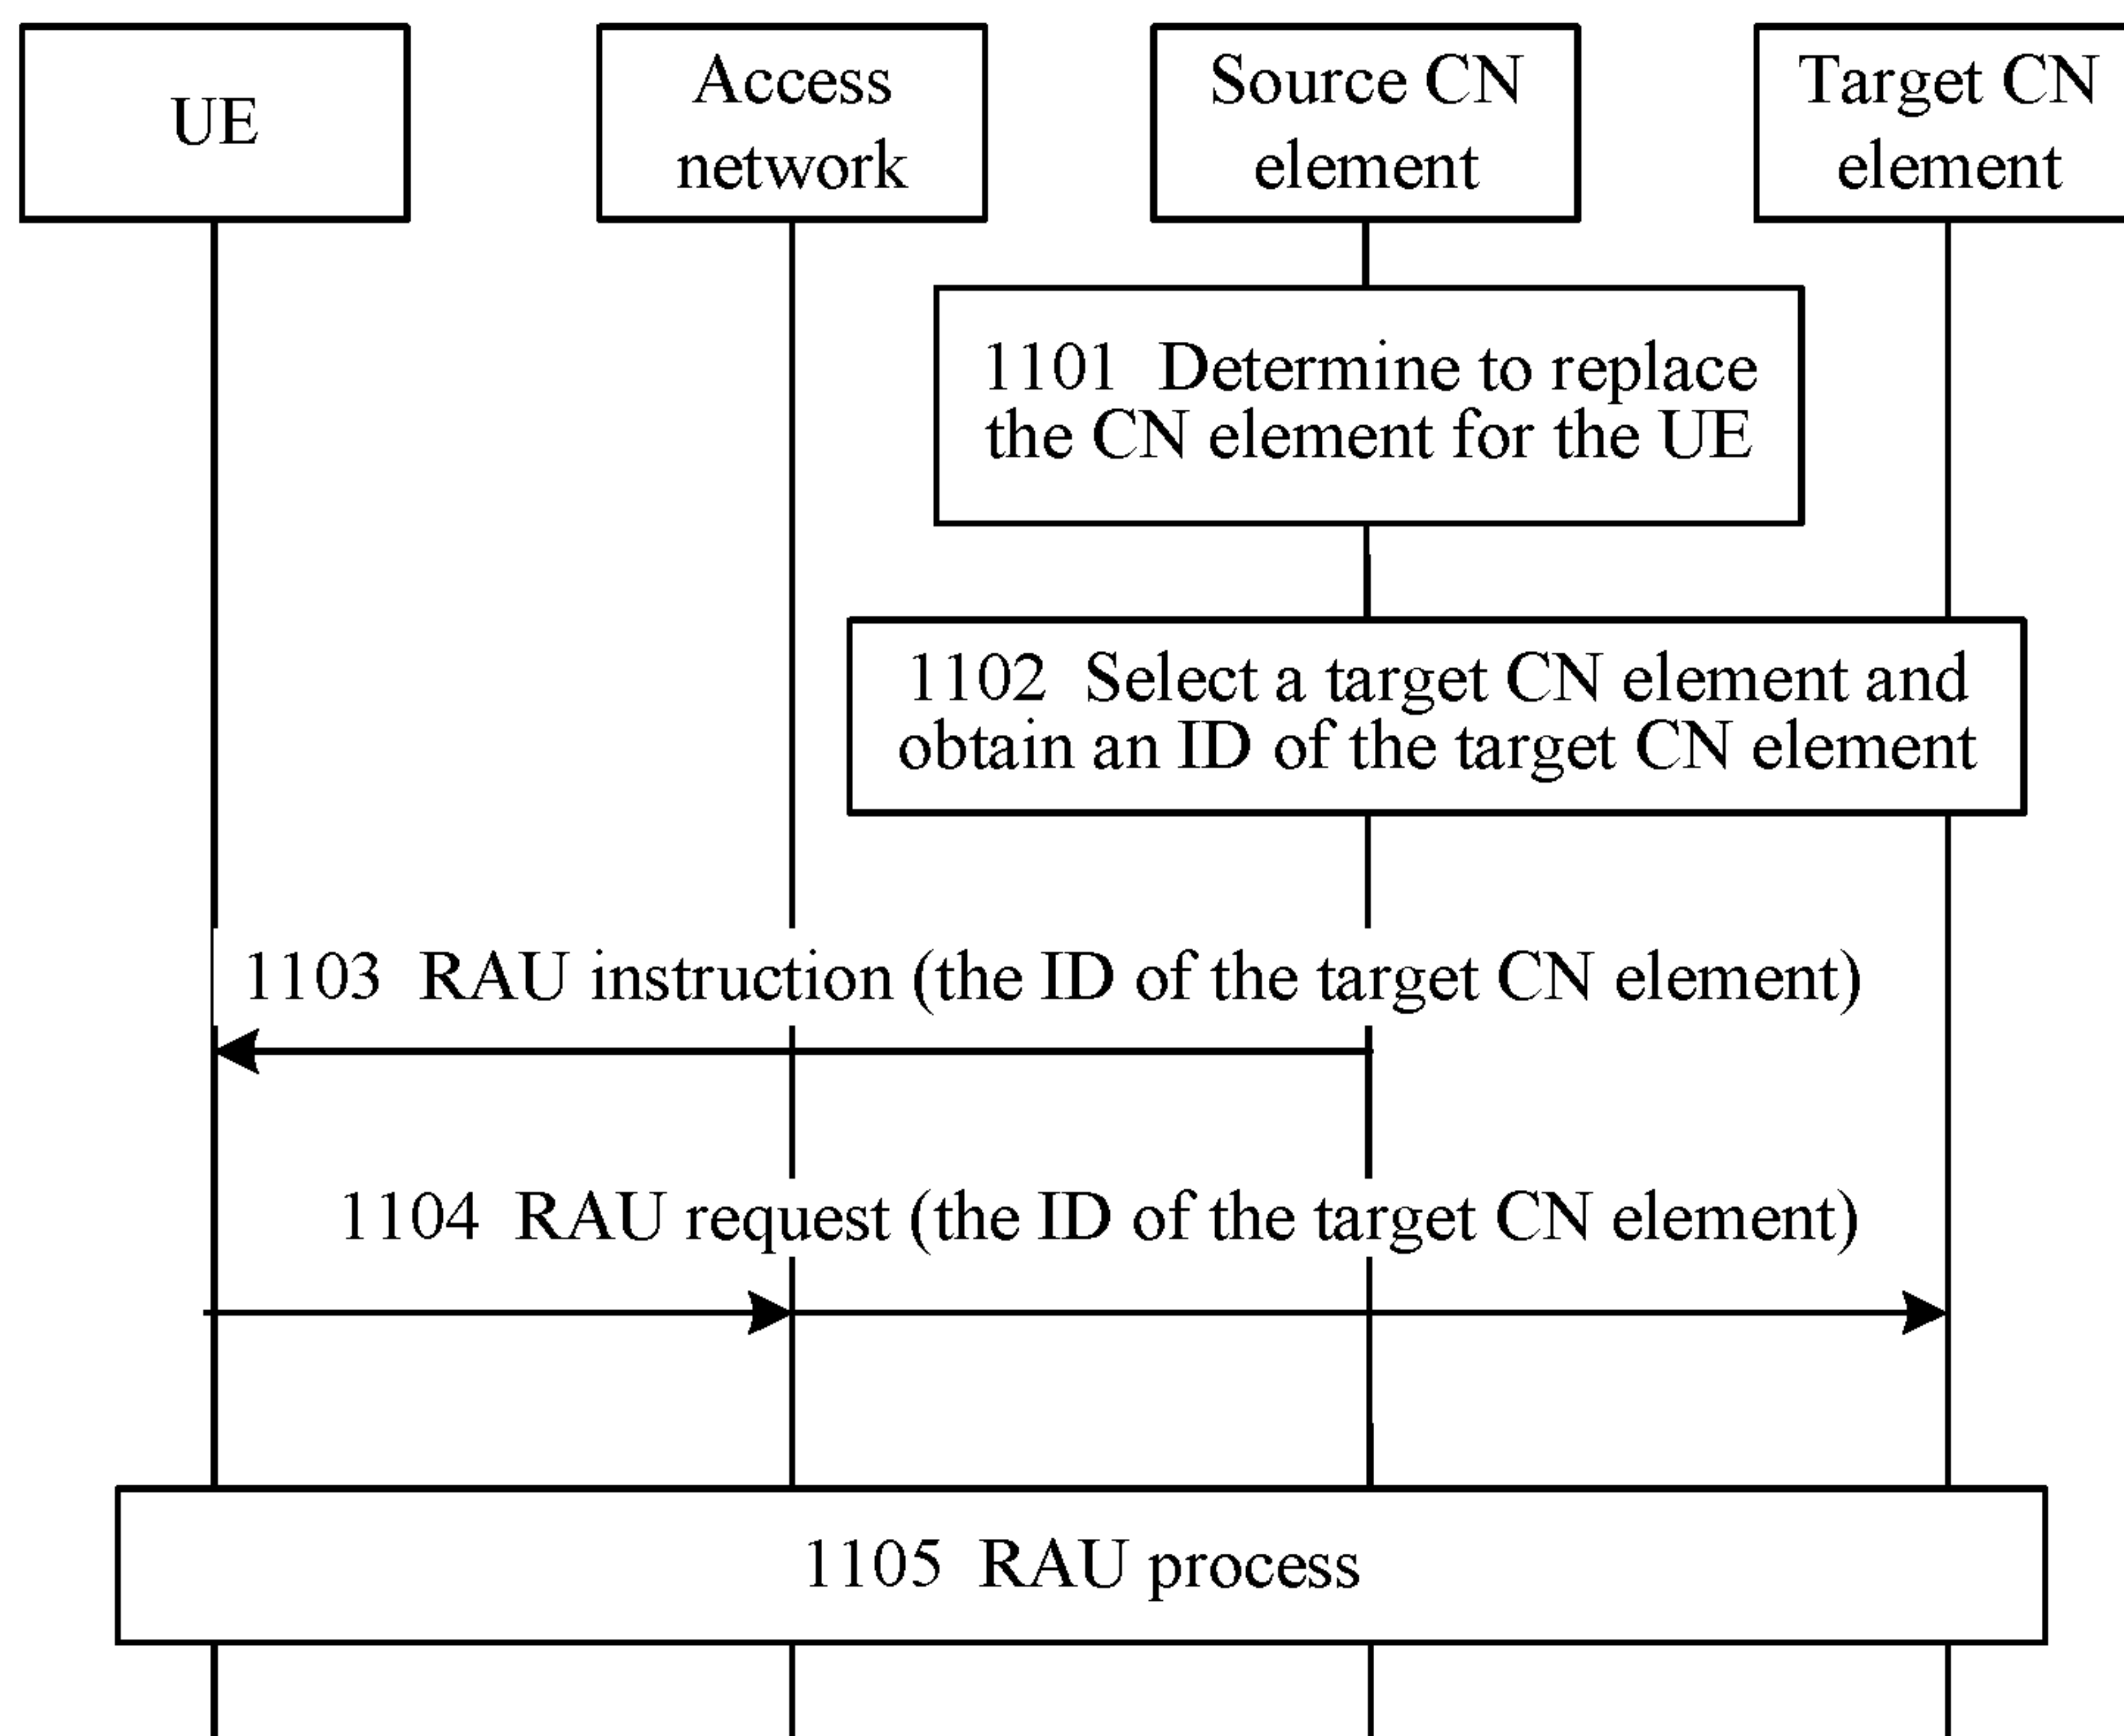 UE
Access
network
Source CN
element
Target CN
element
1101 Determine to replace
the CN element for the UE
1102 Select a target CN element and
obtain an ID of the target CN element
1103 RAU instruction (the ID of the target CN element)
1104 RAU request (the ID of the target CN element)
1105 RAU process